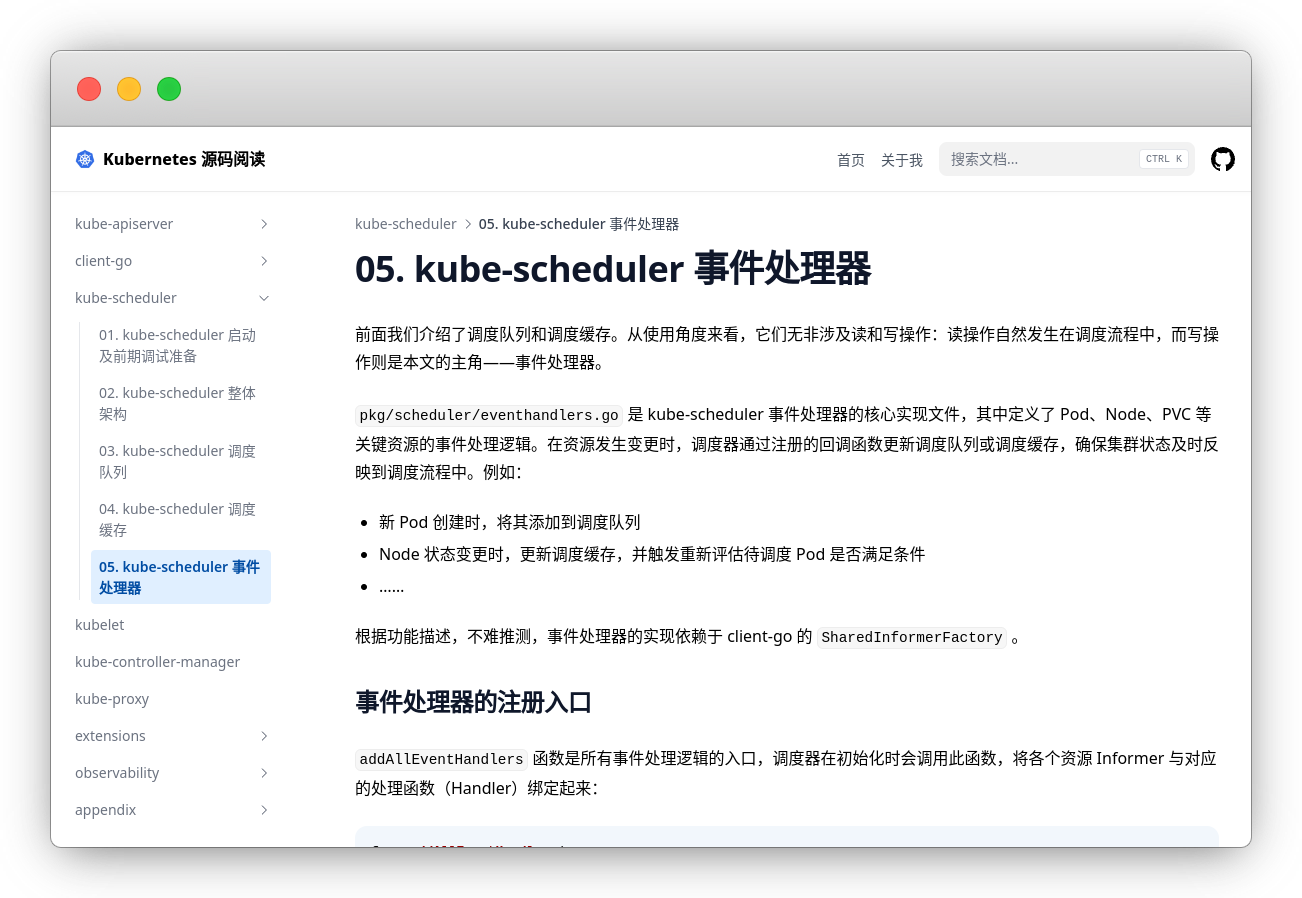 Kubernetes 源码阅读
首页 关于我 搜索文档… CTRL K
kube-apiserver
client-go
kube-scheduler
01. kube-scheduler 启动
及前期调试准备
02. kube-scheduler 整体
架构
03. kube-scheduler 调度
队列
04. kube-scheduler 调度
缓存
05. kube-scheduler 事件
处理器
kubelet
kube-controller-manager
kube-proxy
extensions
observability
appendix
kube-scheduler > 05. kube-scheduler 事件处理器
05. kube-scheduler 事件处理器
前面我们介绍了调度队列和调度缓存。从使用角度来看，它们无非涉及读和写操作：读操作自然发生在调度流程中，而写操
作则是本文的主角——事件处理器。
pkg/scheduler/eventhandlers.go 是 kube-scheduler 事件处理器的核心实现文件，其中定义了 Pod、Node、PVC 等
关键资源的事件处理逻辑。在资源发生变更时，调度器通过注册的回调函数更新调度队列或调度缓存，确保集群状态及时反
映到调度流程中。例如：
• 新 Pod 创建时，将其添加到调度队列
• Node 状态变更时，更新调度缓存，并触发重新评估待调度 Pod 是否满足条件
• ……
根据功能描述，不难推测，事件处理器的实现依赖于 client-go 的 SharedInformerFactory 。
事件处理器的注册入口
addAllEventHandlers 函数是所有事件处理逻辑的入口，调度器在初始化时会调用此函数，将各个资源 Informer 与对应
的处理函数（Handler）绑定起来：